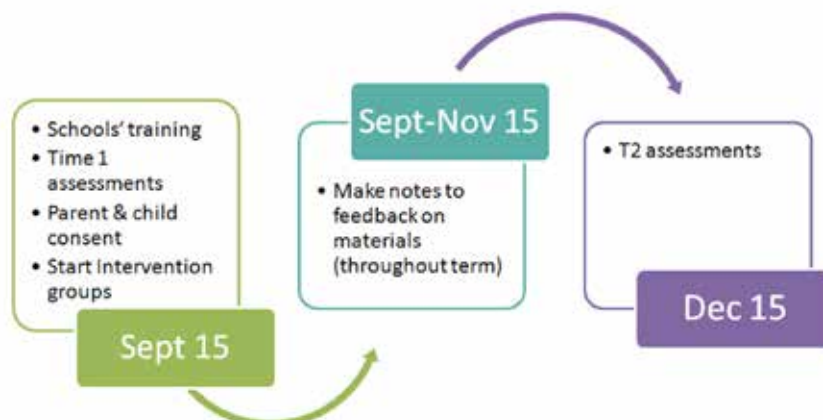 • Schools' training
• Time 1
assessments
• Parent & child
consent
• Start Intervention
groups
Sept 15
Sept-Nov 15
• Make notes to
feedback on
materials
(throughout term)
• T2 assessments
Dec 15